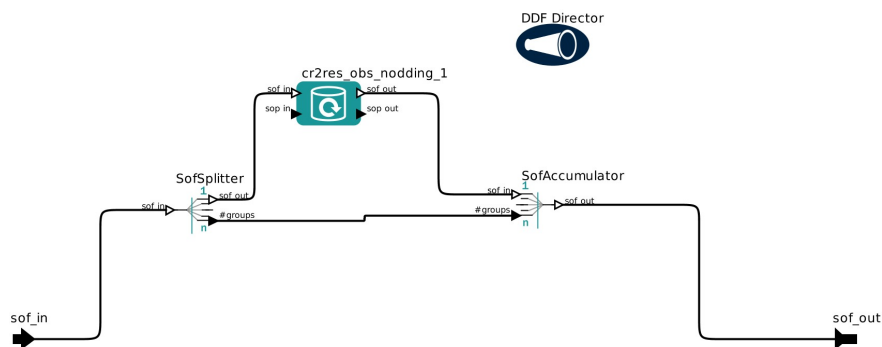 DDF Director
cr2res_obs_nodding_1
sof in
sof out
sop in
sop out
SofSplitter
SofAccumulator
sof in
1
sof out
#groups
n
sof in
1
#groups
n
sof out
sof_in
sof_out